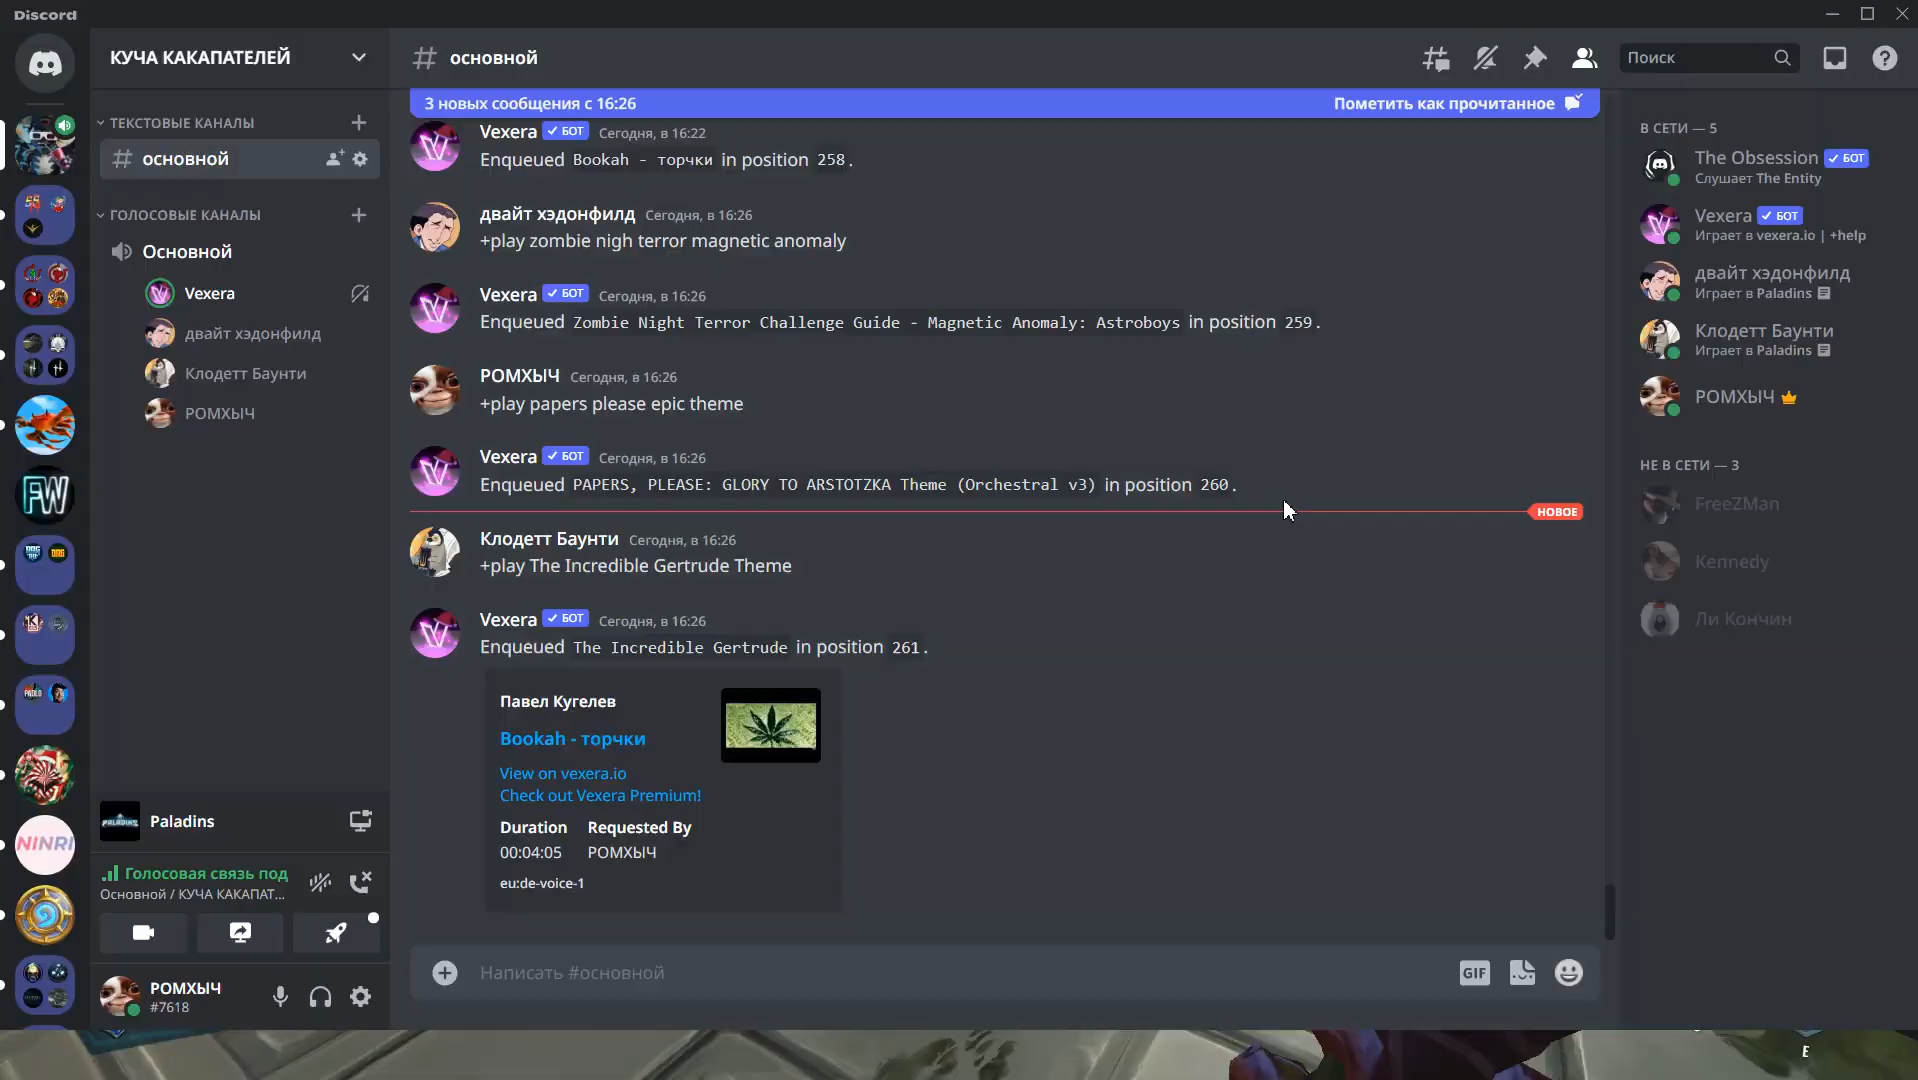 Discord
КУЧА КАКАПАТЕЛЕЙ
ТЕКСТОВЫЕ КАНАЛЫ
основной
ГОЛОСОВЫЕ КАНАЛЫ
Основной
Vexera
двайт хэдонфилд
Клодетт Баунти
РОМХЫЧ
Paladins
Голосовая связь под
Основной / КУЧА КАКАПАТ...
РОМХЫЧ
#7618
FW
NINRI
основной
Поиск
3 новых сообщения с 16:26
Пометить как прочитанное
Vexera БОТ Сегодня, в 16:22
Enqueued Bookah - торчки in position 258.
двайт хэдонфилд Сегодня, в 16:26
+play zombie nigh terror magnetic anomaly
Vexera БОТ Сегодня, в 16:26
Enqueued Zombie Night Terror Challenge Guide - Magnetic Anomaly: Astroboys in position 259.
РОМХЫЧ Сегодня, в 16:26
+play papers please epic theme
Vexera БОТ Сегодня, в 16:26
Enqueued PAPERS, PLEASE: GLORY TO ARSTOTZKA Theme (Orchestral v3) in position 260.
НОВОЕ
Клодетт Баунти Сегодня, в 16:26
+play The Incredible Gertrude Theme
Vexera БОТ Сегодня, в 16:26
Enqueued The Incredible Gertrude in position 261.
Павел Кугелев
Bookah - торчки
View on vexera.io
Check out Vexera Premium!
Duration Requested By
00:04:05 РОМХЫЧ
eu:de-voice-1
Написать #основной
GIF
В СЕТИ — 5
The Obsession БОТ
Слушает The Entity
Vexera БОТ
Играет в vexera.io | +help
двайт хэдонфилд
Играет в Paladins
Клодетт Баунти
Играет в Paladins
РОМХЫЧ
НЕ В СЕТИ — 3
FreeZMan
Kennedy
Ли Кончин
E